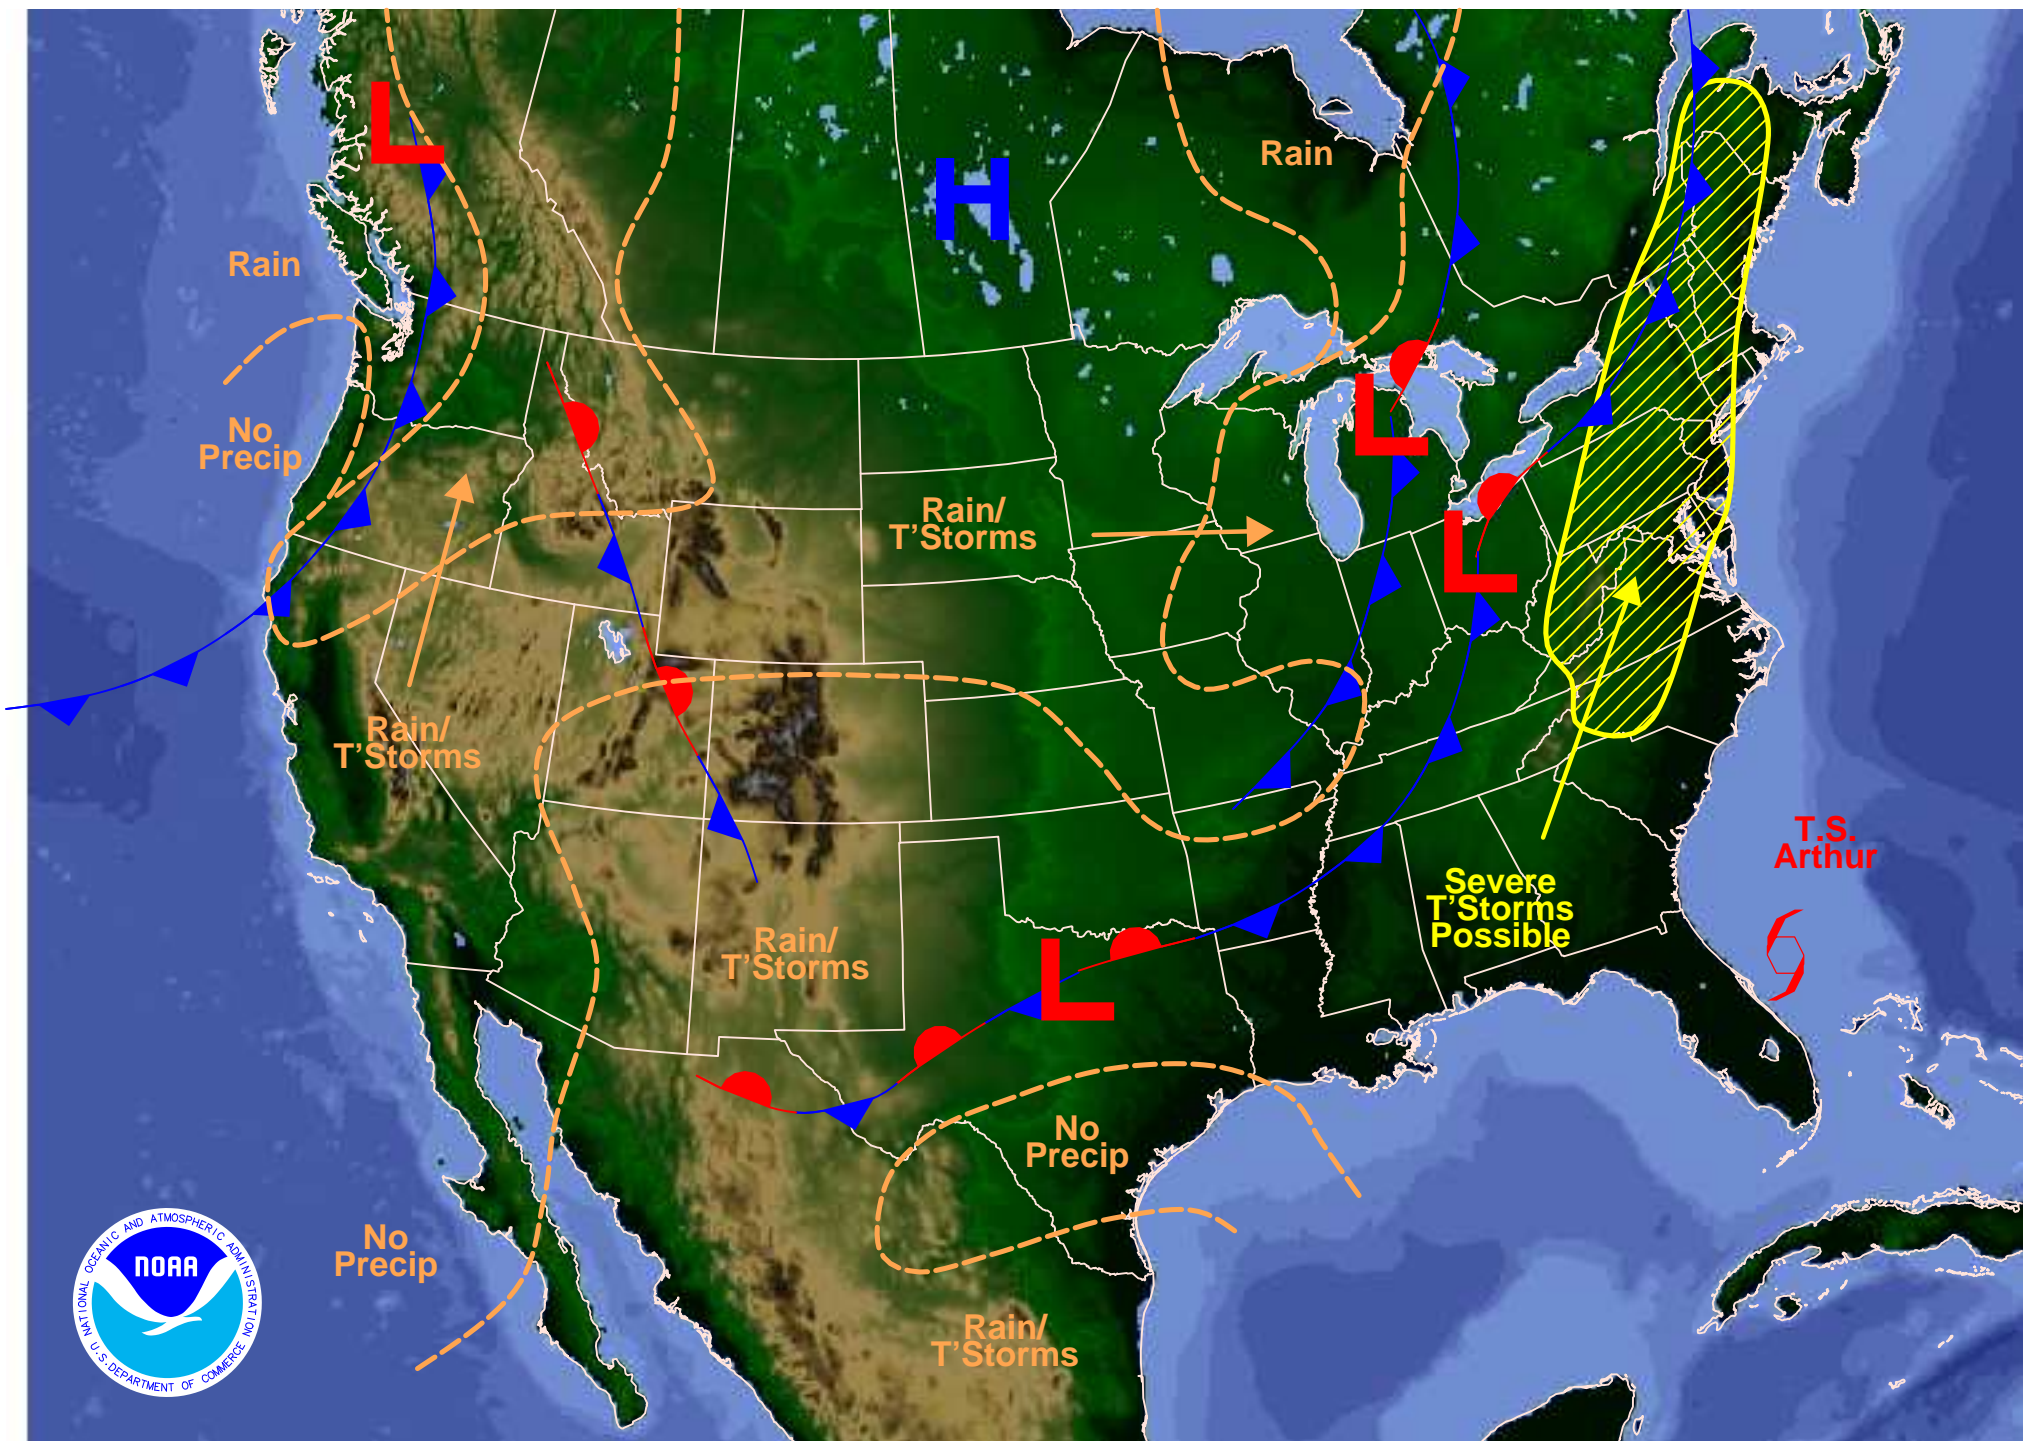 L
H
Rain
Rain
No
Precip
L
Rain/
T'Storms
L
Rain/
T'Storms
T.S.
Arthur
Severe
T'Storms
Possible
Rain/
T'Storms
L
No
Precip
No
Precip
Rain/
T'Storms
NATIONAL OCEANIC AND ATMOSPHERIC ADMINISTRATION
NOAA
U.S. DEPARTMENT OF COMMERCE